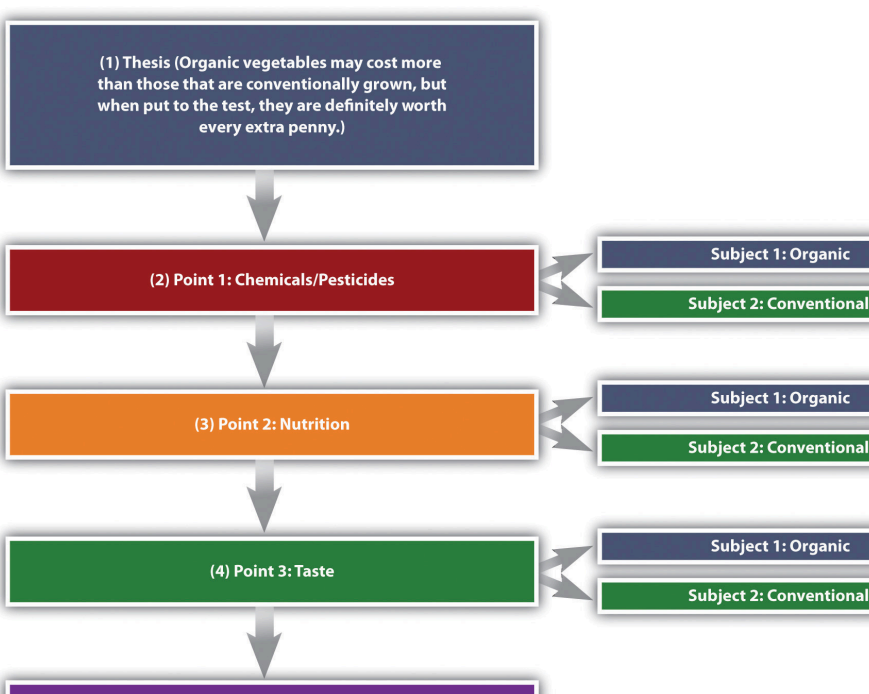 (1) Thesis (Organic vegetables may cost more
than those that are conventionally grown, but
when put to the test, they are definitely worth
every extra penny.)
(2) Point 1: Chemicals/Pesticides
Subject 1: Organic
Subject 2: Conventional
(3) Point 2: Nutrition
Subject 1: Organic
Subject 2: Conventional
(4) Point 3: Taste
Subject 1: Organic
Subject 2: Conventional